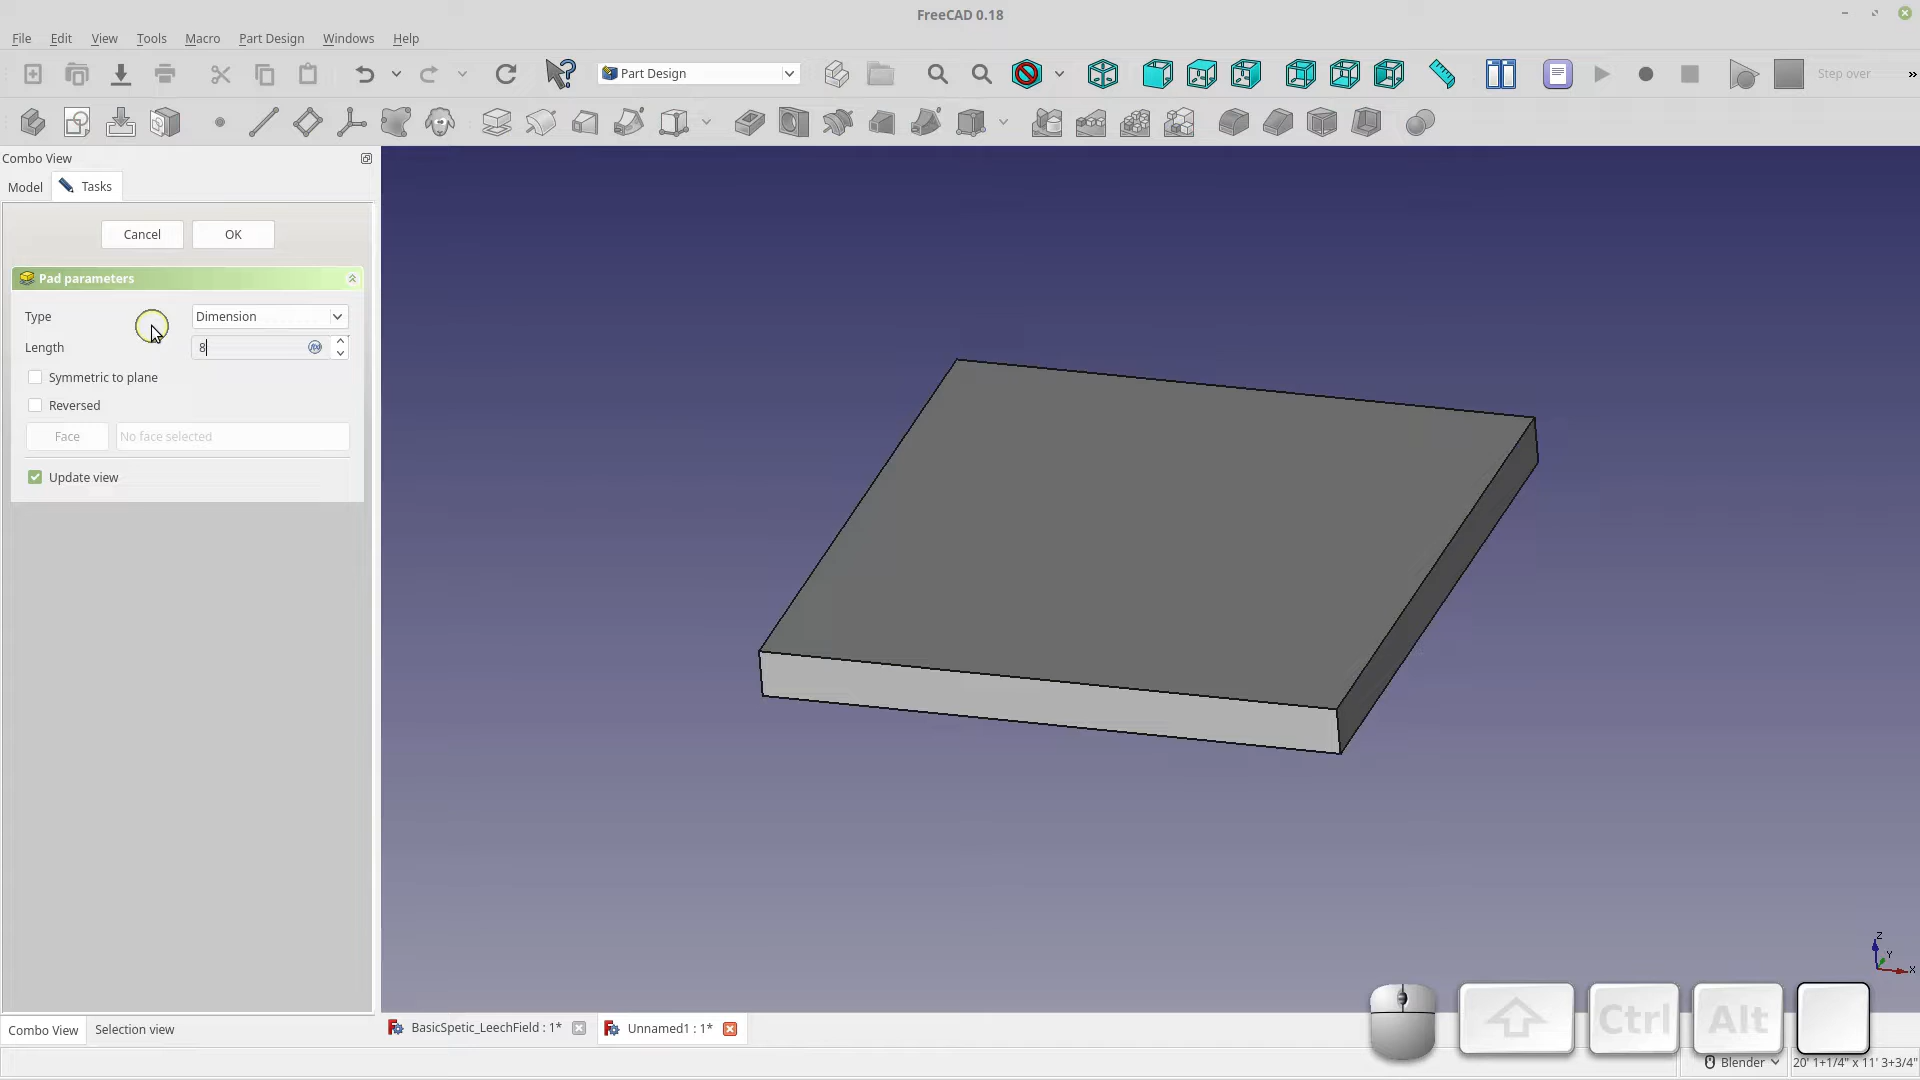 FreeCAD 0.18
File Edit View Tools Macro Part Design Windows Help
Part Design
Step over
Combo View
Model Tasks
Cancel OK
Pad parameters
Type Dimension
Length 8
Symmetric to plane
Reversed
Face No face selected
Update view
Z
Y
X
Combo View Selection view
BasicSpetic_LeechField : 1* Unnamed1 : 1*
Ctrl Alt
Blender 20' 1+1/4" x 11' 3+3/4"